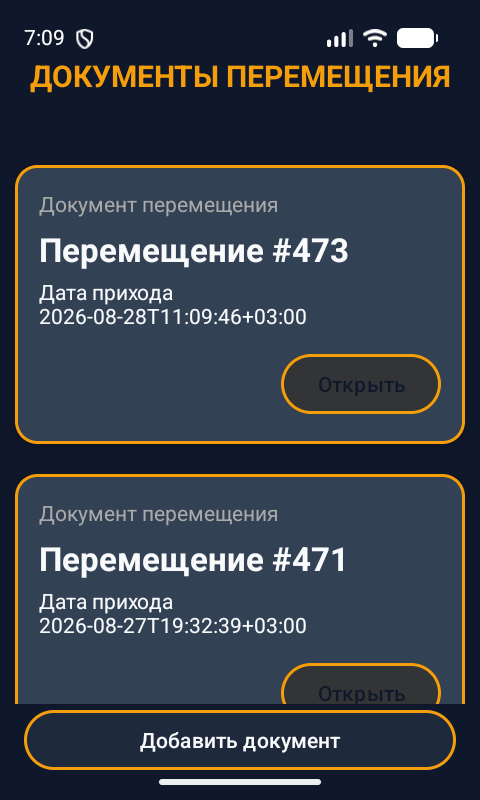 7:09
ДОКУМЕНТЫ ПЕРЕМЕЩЕНИЯ
Документ перемещения
Перемещение #473
Дата прихода
2026-08-28T11:09:46+03:00
Открыть
Документ перемещения
Перемещение #471
Дата прихода
2026-08-27T19:32:39+03:00
Открыть
Добавить документ